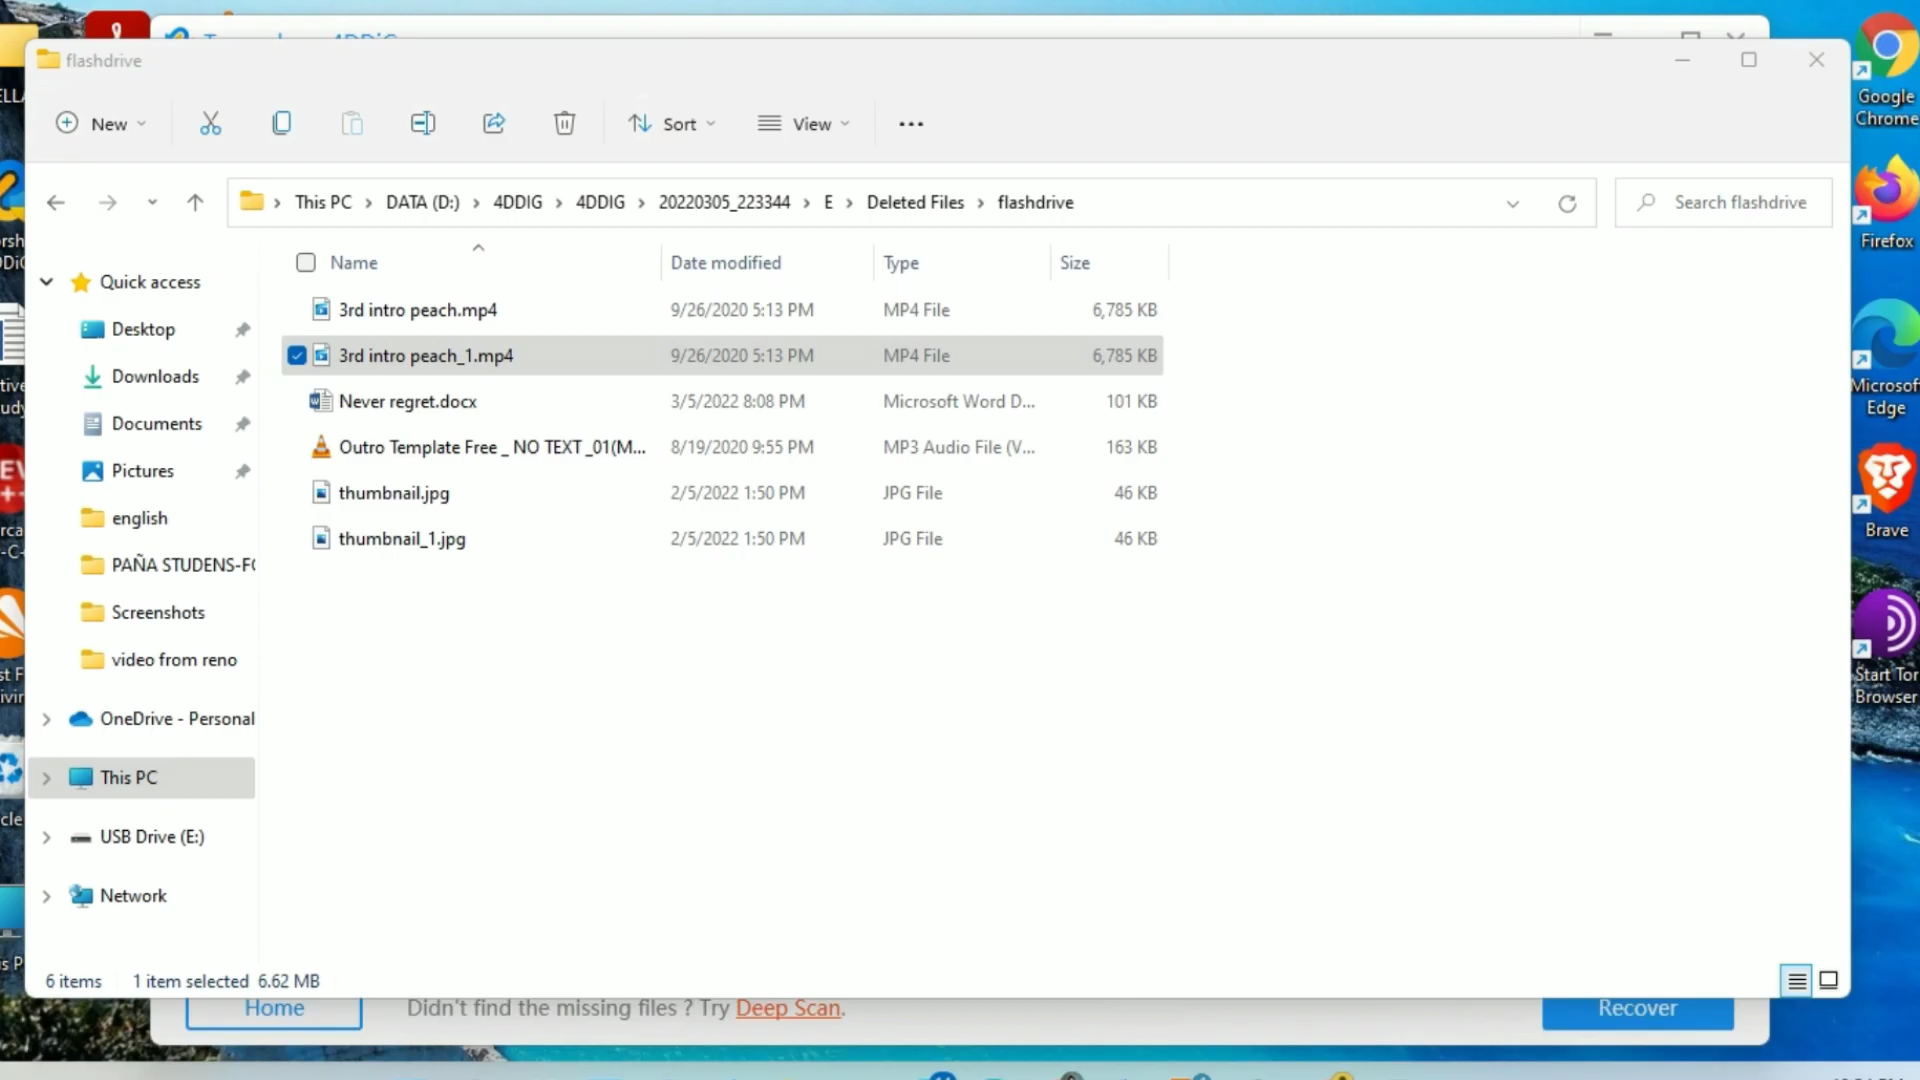 flashdrive
New
Sort
View
This PC
DATA (D:)
4DDIG
4DDIG
20220305_223344
E
Deleted Files
flashdrive
Search flashdrive
Name
Date modified
Type
Size
3rd intro peach.mp4 9/26/2020 5:13 PM MP4 File 6,785 KB
3rd intro peach_1.mp4 9/26/2020 5:13 PM MP4 File 6,785 KB
Never regret.docx 3/5/2022 8:08 PM Microsoft Word D... 101 KB
Outro Template Free _ NO TEXT _01(M... 8/19/2020 9:55 PM MP3 Audio File (V... 163 KB
thumbnail.jpg 2/5/2022 1:50 PM JPG File 46 KB
thumbnail_1.jpg 2/5/2022 1:50 PM JPG File 46 KB
Quick access
Desktop
Downloads
Documents
Pictures
english
PAÑA STUDENS-FO
Screenshots
video from reno
OneDrive - Personal
This PC
USB Drive (E:)
Network
6 items 1 item selected 6.62 MB
Home
Didn't find the missing files ? Try Deep Scan.
Recover
Google
Chrome
Firefox
Microsof
Edge
Brave
Start Tor
Browser